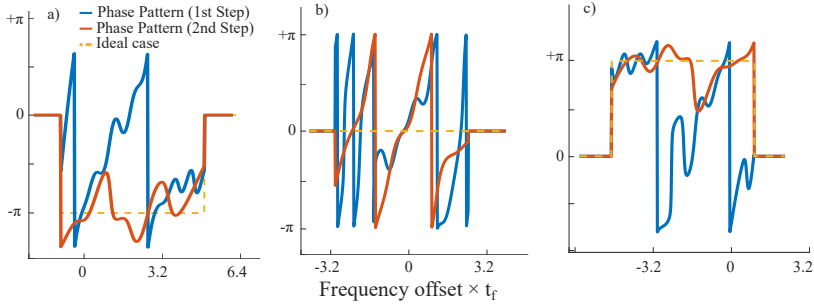 a)
Phase Pattern (1st Step)
Phase Pattern (2nd Step)
Ideal case
+π
0
-π
0
3.2
6.4
b)
+π
0
-π
-3.2
0
3.2
c)
+π
0
-3.2
0
3.2
Frequency offset × t_f